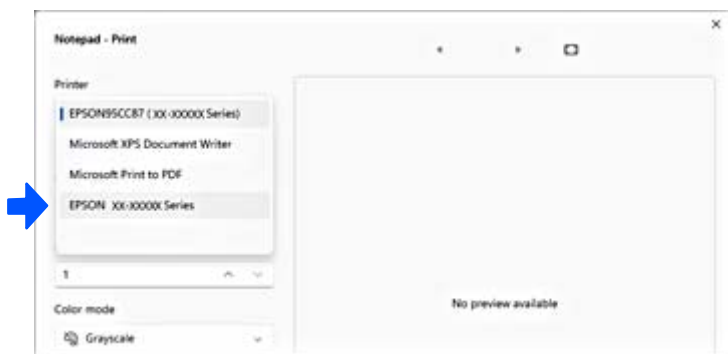 Notepad - Print
Printer
EPSON95CC87 (XX-XXXXX Series)
Microsoft XPS Document Writer
Microsoft Print to PDF
EPSON XX-XXXXX Series
1
Color mode
Grayscale
No preview available